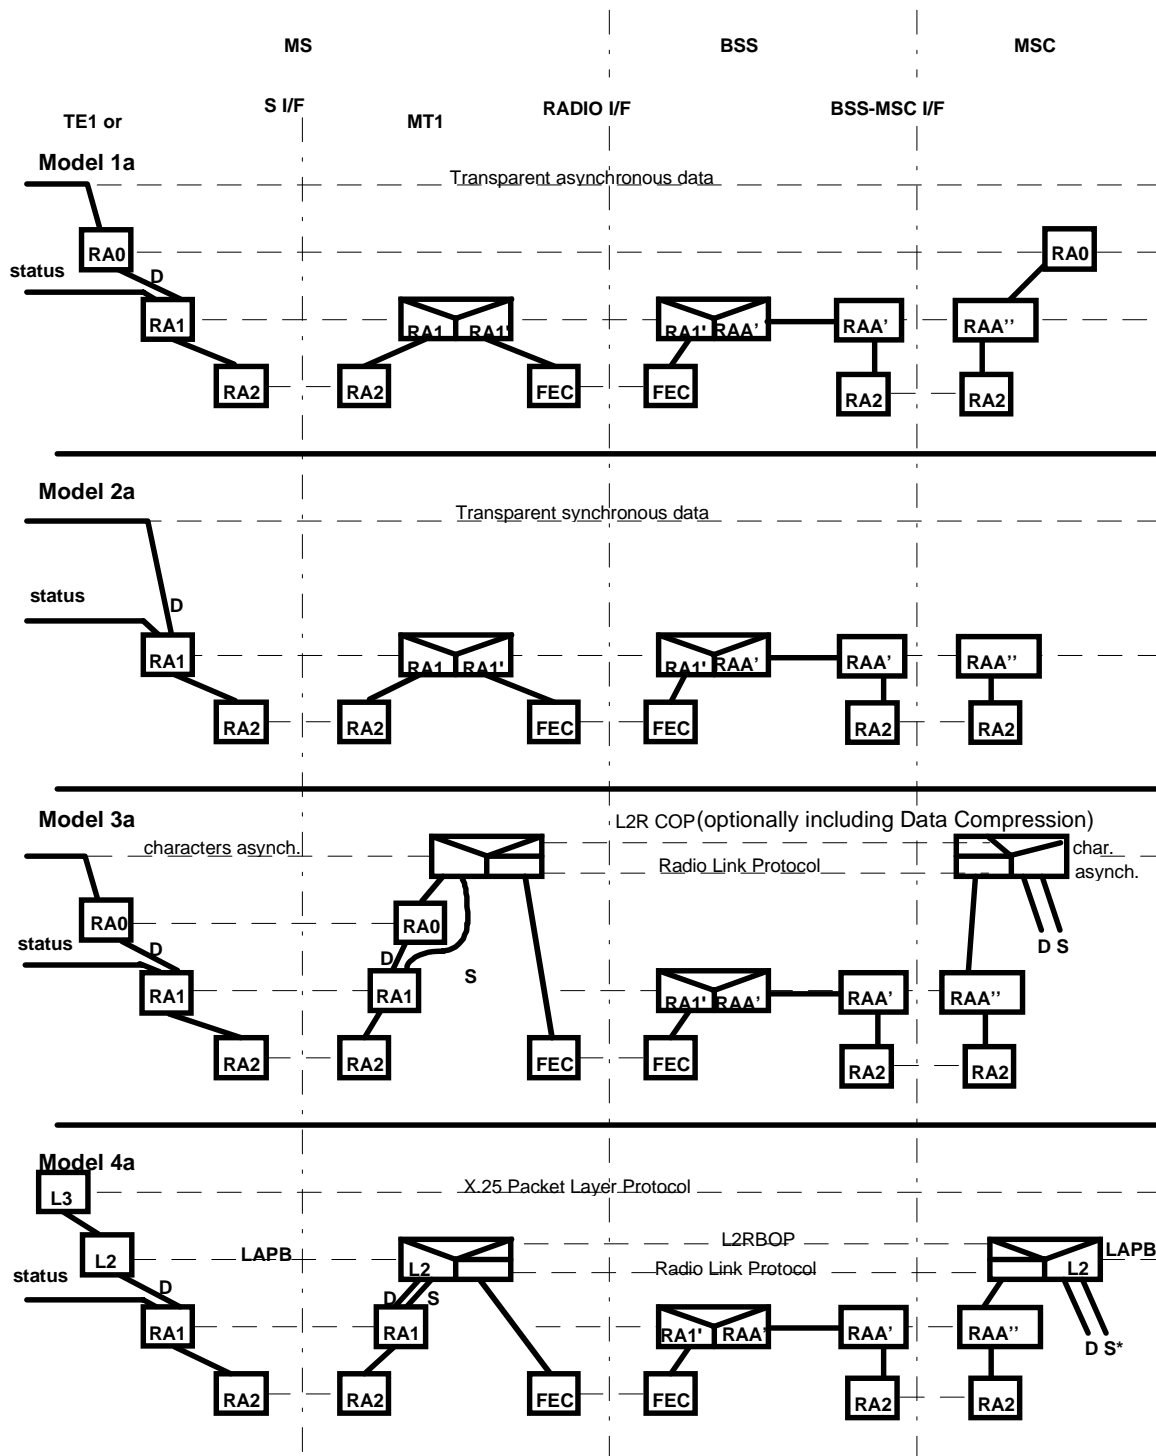 MS BSS MSC
S I/F RADIO I/F BSS-MSC I/F
TE1 or MT1
Model 1a
Transparent asynchronous data
RA0 RA0
status D
RA1 RA1 RA1' RA1' RAA' RAA' RAA''
RA2 RA2 FEC FEC RA2 RA2
Model 2a
Transparent synchronous data
status D
RA1 RA1 RA1' RA1' RAA' RAA' RAA''
RA2 RA2 FEC FEC RA2 RA2
Model 3a
L2R COP(optionally including Data Compression)
characters asynch. char.
Radio Link Protocol asynch.
RA0 RA0
status D D S D S
RA1 RA1 RA1' RAA' RAA' RAA''
RA2 RA2 FEC FEC RA2 RA2
Model 4a
L3 X.25 Packet Layer Protocol
L2RBOP
L2 LAPB L2 L2 LAPB
Radio Link Protocol
status D D S
RA1 RA1 RA1' RAA' RAA' RAA''
D S*
RA2 RA2 FEC FEC RA2 RA2